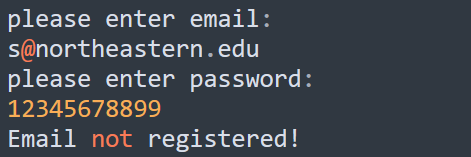 please enter email:
s@northeastern.edu
please enter password:
12345678899
Email not registered!